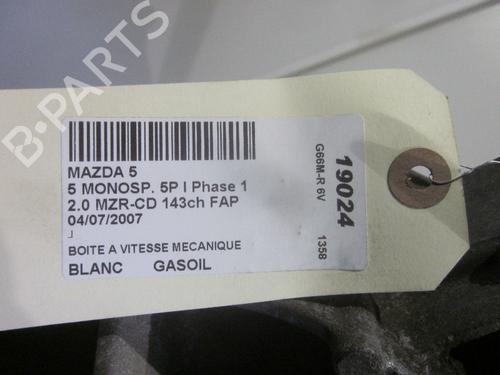 B-PARTS
MAZDA 5
5 MONOSP. 5P I Phase 1
2.0 MZR-CD 143ch FAP
04/07/2007
BOITE A VITESSE MECANIQUE
BLANC GASOIL
G66M-R 6V
1358
19024